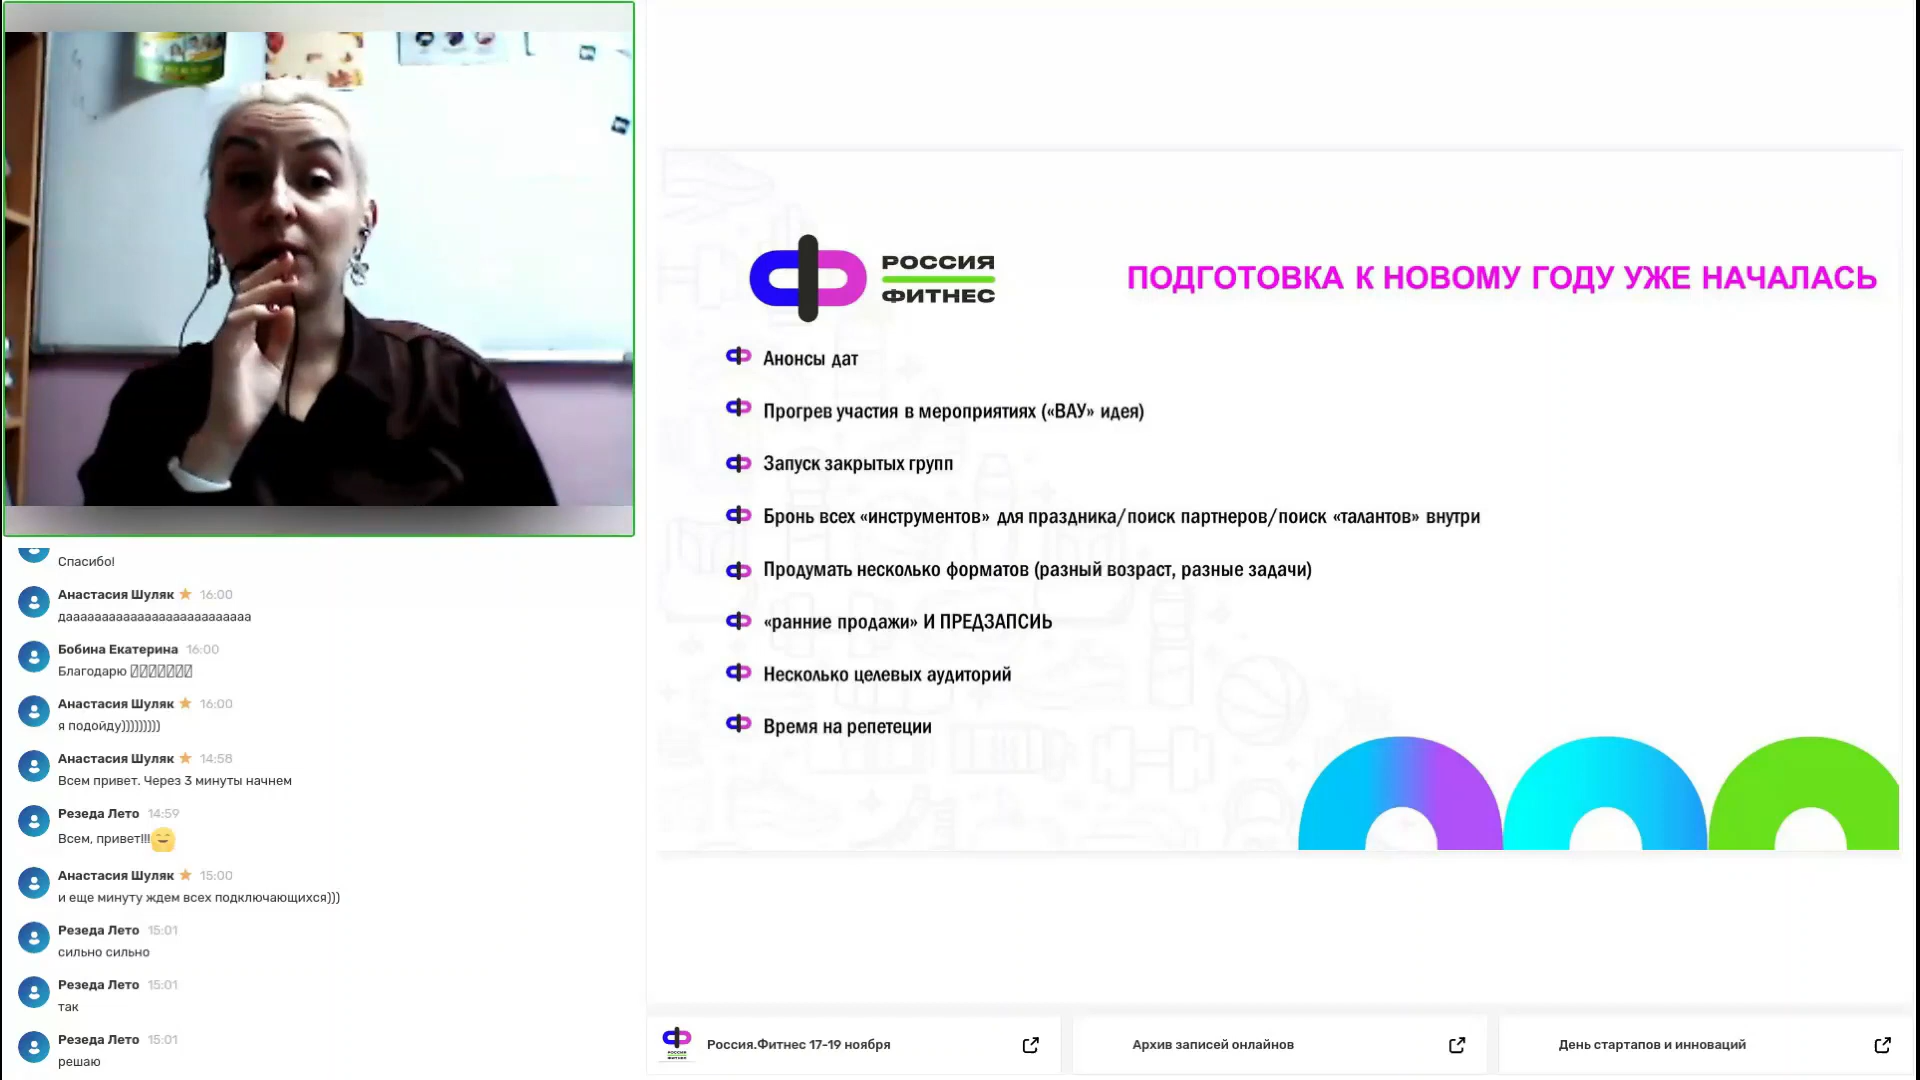 РОССИЯ
ФИТНЕС
ПОДГОТОВКА К НОВОМУ ГОДУ УЖЕ НАЧАЛАСЬ
Анонсы дат
Прогрев участия в мероприятиях («ВАУ» идея)
Запуск закрытых групп
Бронь всех «инструментов» для праздника/поиск партнеров/поиск «талантов» внутри
Продумать несколько форматов (разный возраст, разные задачи)
«ранние продажи» И ПРЕДЗАПСИЬ
Несколько целевых аудиторий
Время на репетеции
Спасибо!
Анастасия Шуляк 16:00
даааааааааааааааааааааааааа
Бобина Екатерина 16:00
Благодарю
Анастасия Шуляк 16:00
я подойду)))))))))
Анастасия Шуляк 14:58
Всем привет. Через 3 минуты начнем
Резеда Лето 14:59
Всем, привет!!!
Анастасия Шуляк 15:00
и еще минуту ждем всех подключающихся)))
Резеда Лето 15:01
сильно сильно
Резеда Лето 15:01
так
Резеда Лето 15:01
решаю
Россия.Фитнес 17-19 ноября
Архив записей онлайнов
День стартапов и инноваций